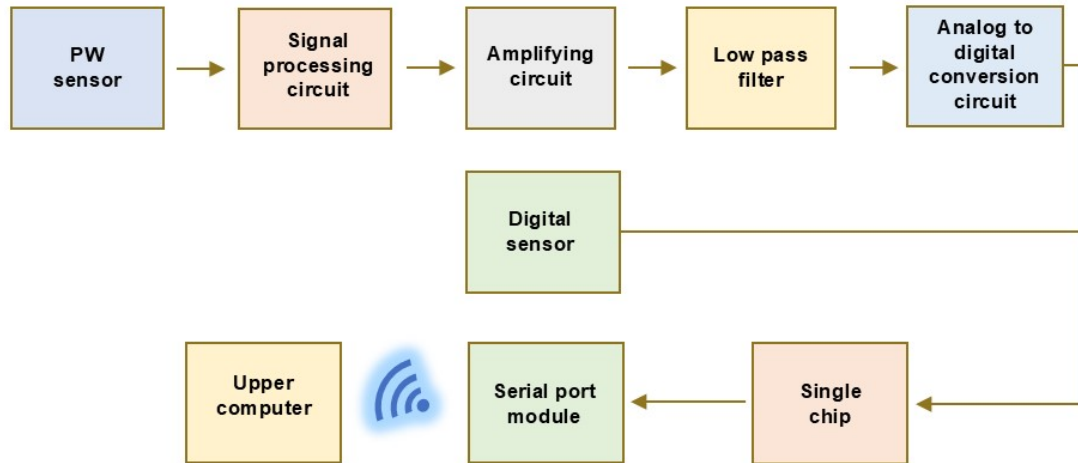 PW
sensor
Signal
processing
circuit
Amplifying
circuit
Low pass
filter
Analog to
digital
conversion
circuit
Digital
sensor
Upper
computer
Serial port
module
Single
chip